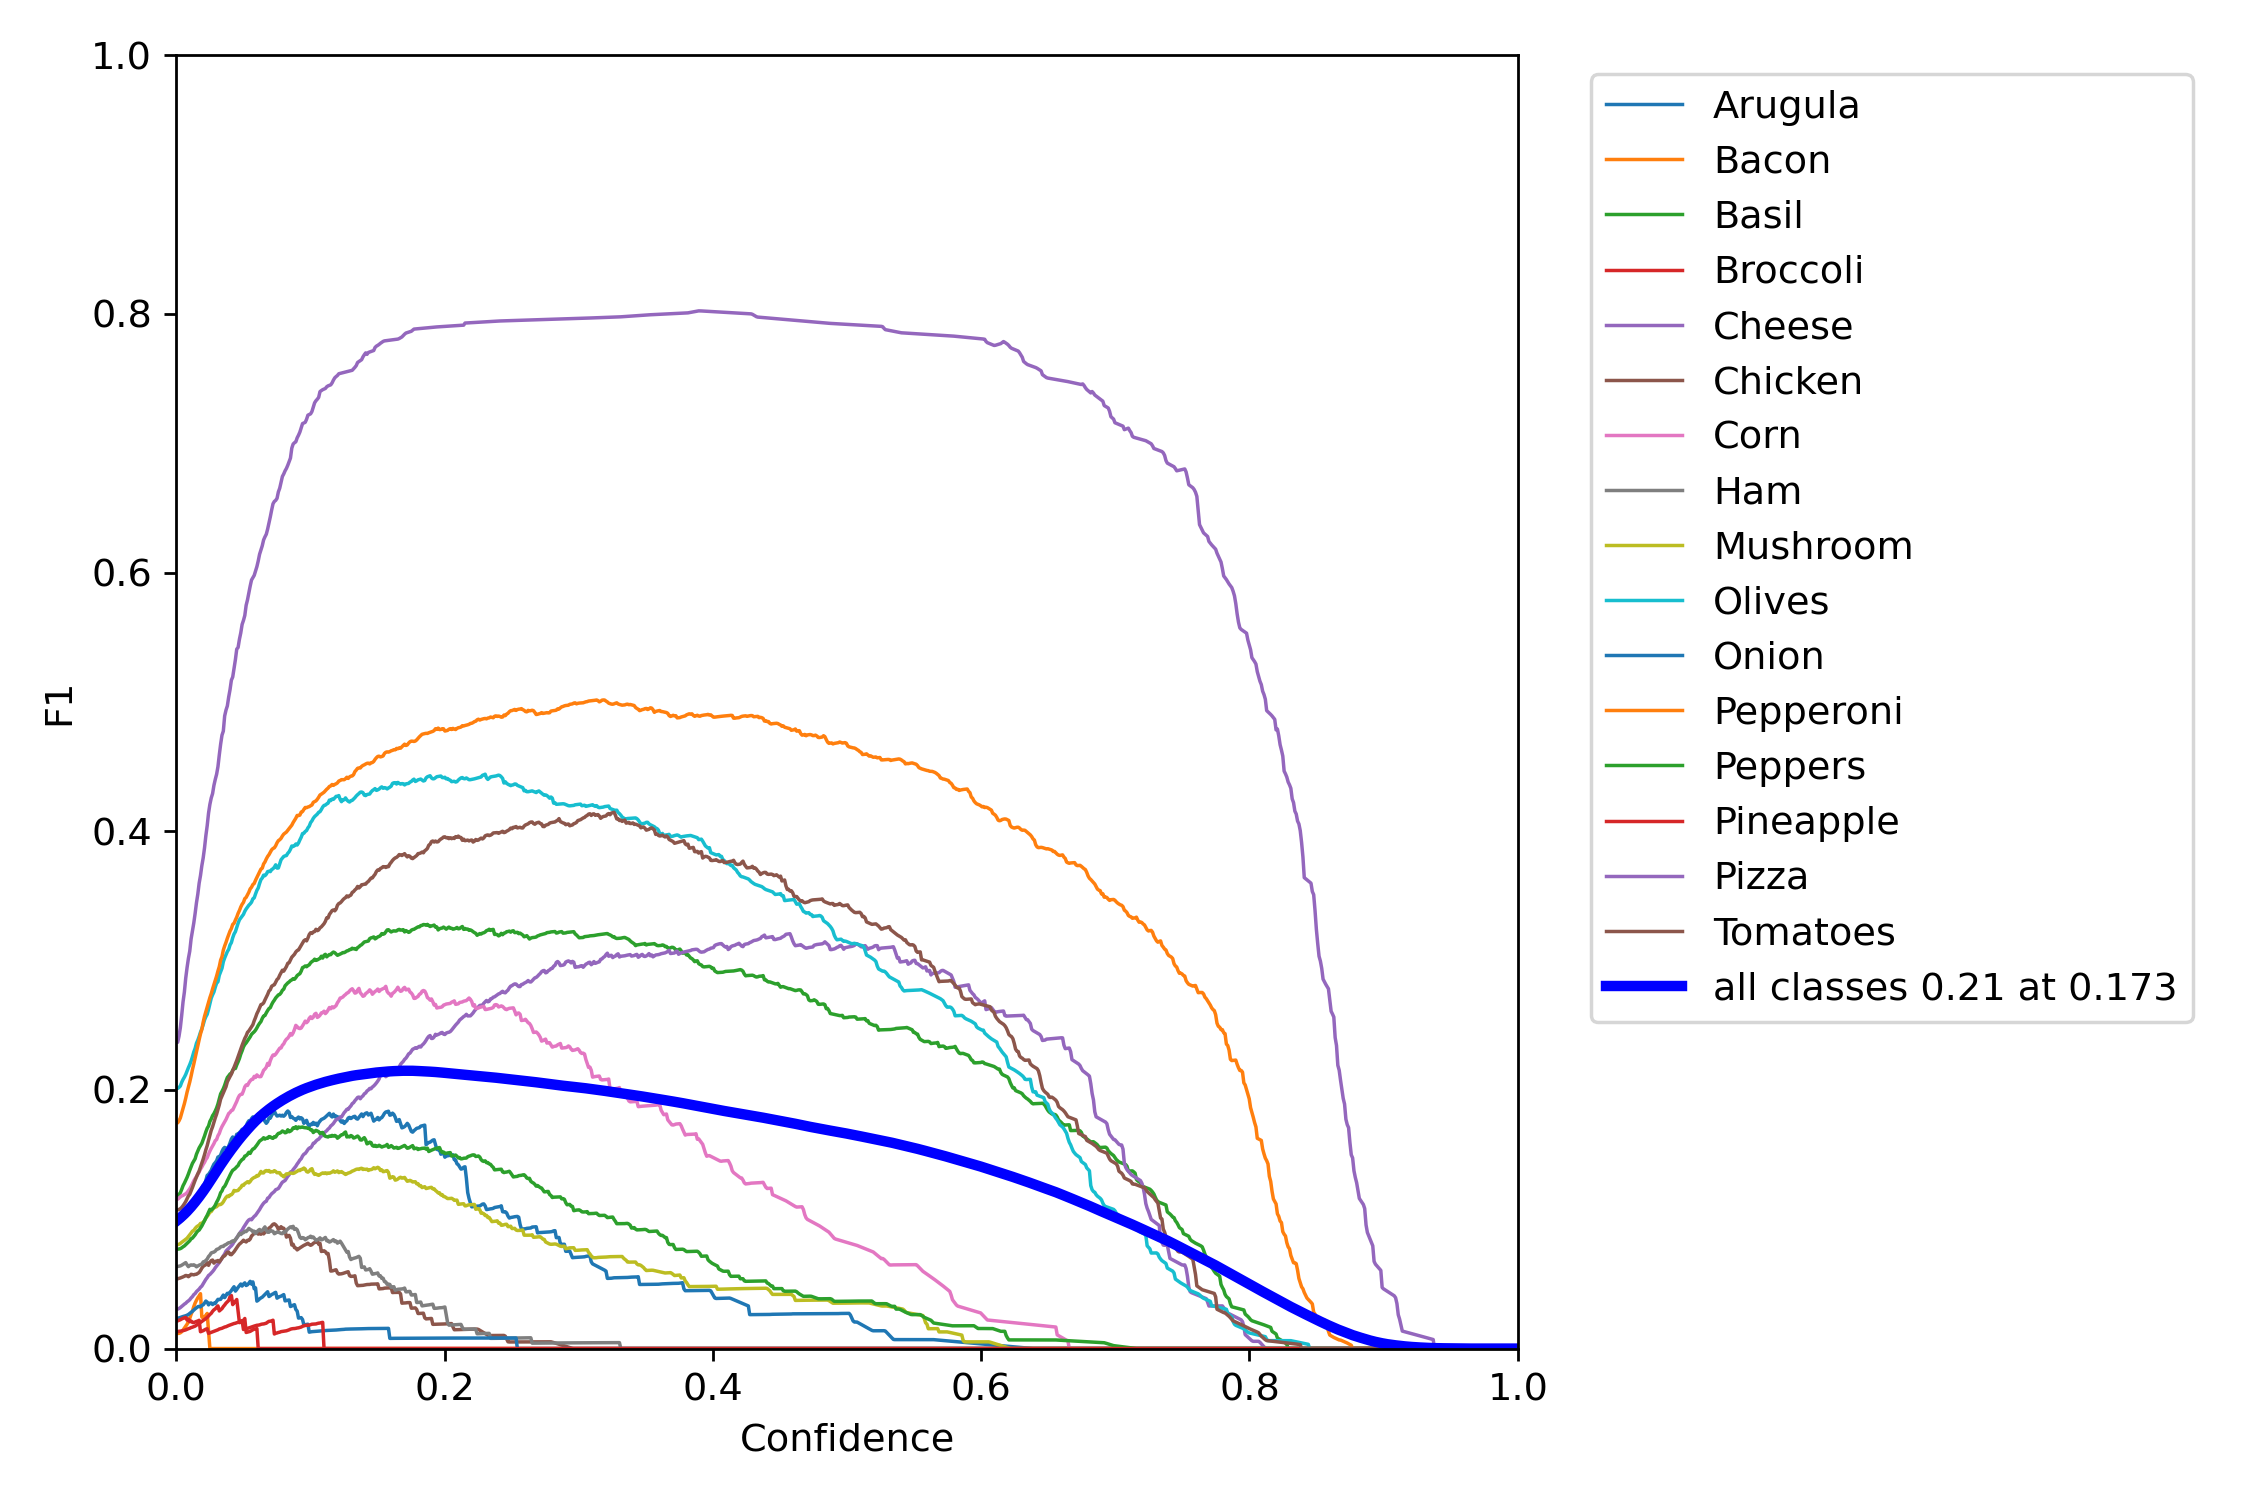 1.0
0.8
0.6
0.4
0.2
0.0
F1
0.0 0.2 0.4 0.6 0.8 1.0
Confidence
Arugula
Bacon
Basil
Broccoli
Cheese
Chicken
Corn
Ham
Mushroom
Olives
Onion
Pepperoni
Peppers
Pineapple
Pizza
Tomatoes
all classes 0.21 at 0.173